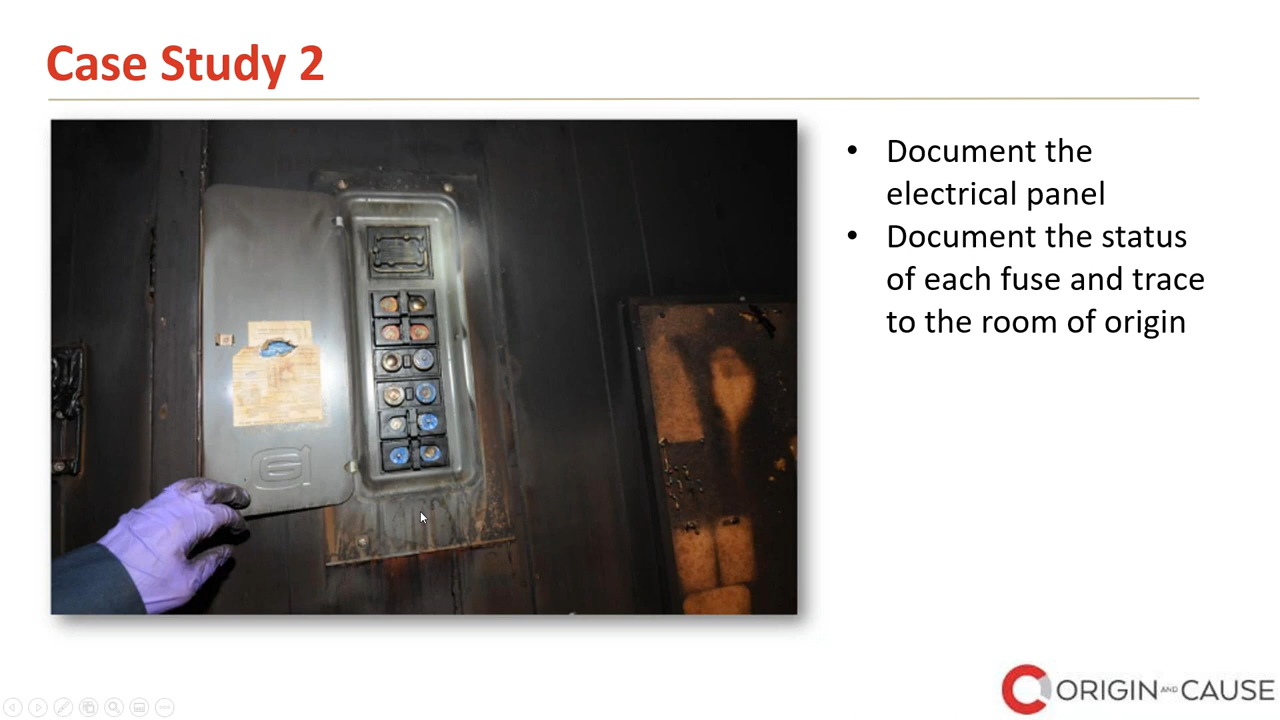 Case Study 2
• Document the
electrical panel
• Document the status
of each fuse and trace
to the room of origin
ORIGIN AND CAUSE